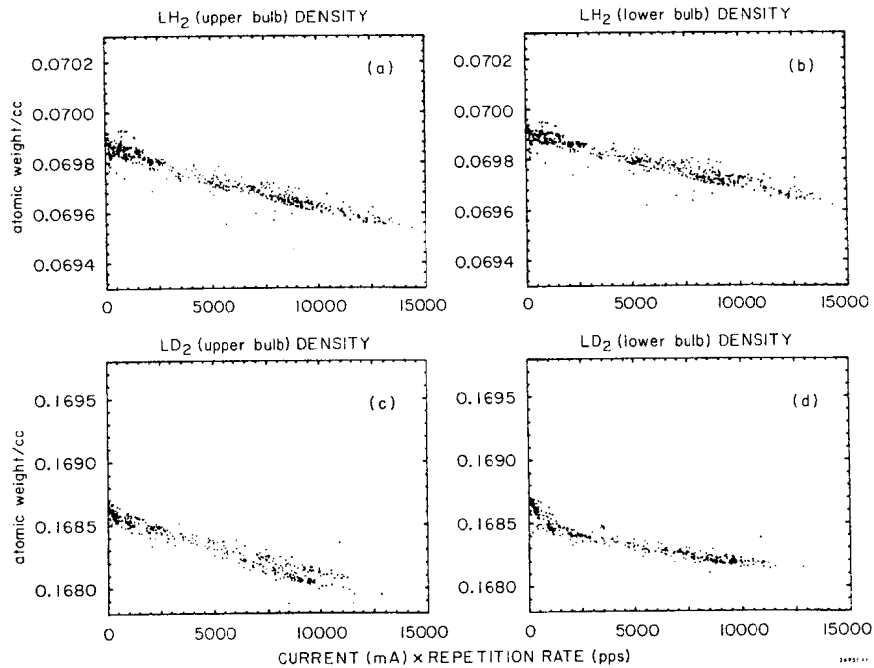 LH2 (upper bulb) DENSITY
LH2 (lower bulb) DENSITY
(a)
(b)
0.0702
0.0700
0.0698
0.0696
0.0694
atomic weight/cc
0 5000 10000 15000
0.0702
0.0700
0.0698
0.0696
0.0694
0 5000 10000 15000
LD2 (upper bulb) DENSITY
LD2 (lower bulb) DENSITY
(c)
(d)
0.1695
0.1690
0.1685
0.1680
atomic weight/cc
0 5000 10000 15000
0.1695
0.1690
0.1685
0.1680
0 5000 10000 15000
CURRENT (mA) × REPETITION RATE (pps)